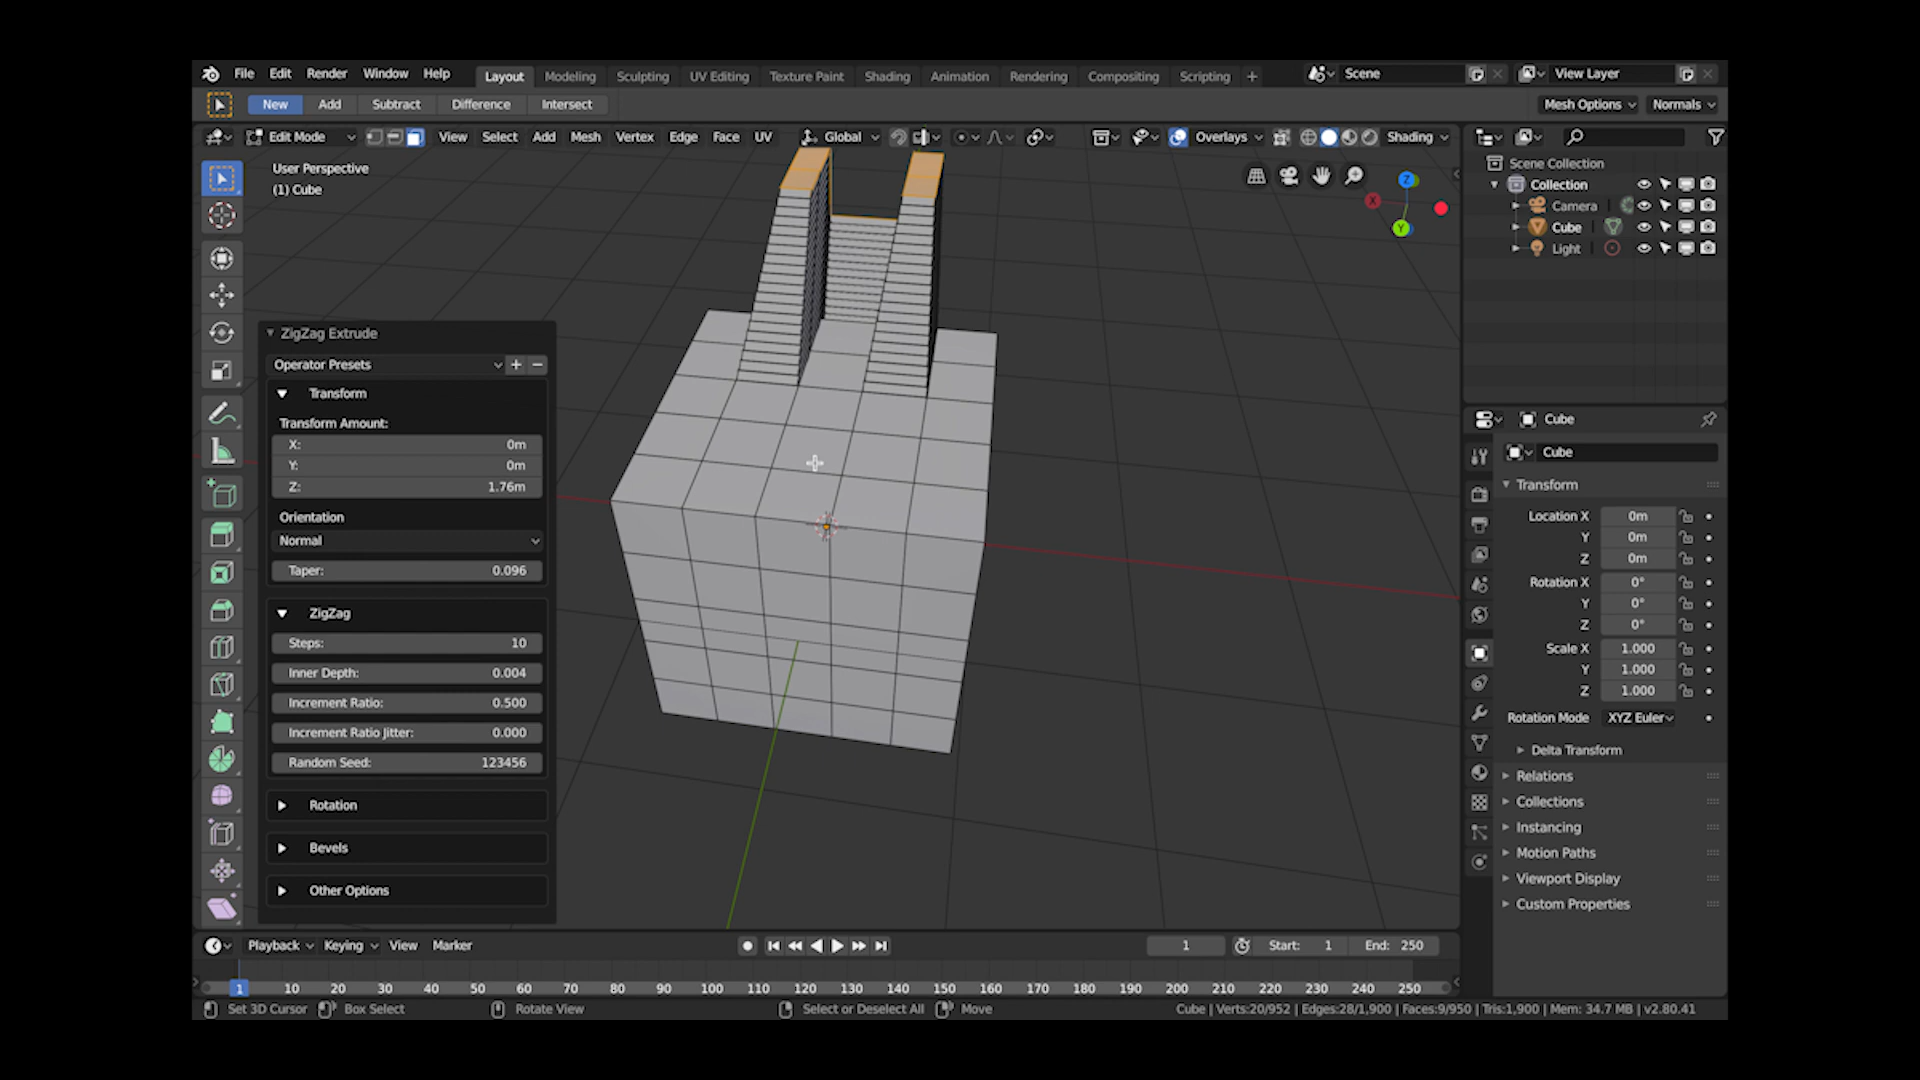 File Edit Render Window Help Layout Modeling Sculpting UV Editing Texture Paint Shading Animation Rendering Compositing Scripting + Scene View Layer
New Add Subtract Difference Intersect Mesh Options Normals
Edit Mode View Select Add Mesh Vertex Edge Face UV Global Overlays Shading
User Perspective
(1) Cube
Z
X
Y
ZigZag Extrude
Operator Presets
Transform
Transform Amount:
X: 0m
Y: 0m
Z: 1.76m
Orientation
Normal
Taper: 0.096
ZigZag
Steps: 10
Inner Depth: 0.004
Increment Ratio: 0.500
Increment Ratio Jitter: 0.000
Random Seed: 123456
Rotation
Bevels
Other Options
Scene Collection
Collection
Camera
Cube
Light
Cube
Cube
Transform
Location X 0m
Y 0m
Z 0m
Rotation X 0°
Y 0°
Z 0°
Scale X 1.000
Y 1.000
Z 1.000
Rotation Mode XYZ Euler
Delta Transform
Relations
Collections
Instancing
Motion Paths
Viewport Display
Custom Properties
Playback Keying View Marker 1 Start: 1 End: 250
1 10 20 30 40 50 60 70 80 90 100 110 120 130 140 150 160 170 180 190 200 210 220 230 240 250
Set 3D Cursor Box Select Rotate View Select or Deselect All Move Cube | Verts:20/952 | Edges:28/1,900 | Faces:9/950 | Tris:1,900 | Mem: 34.7 MB | v2.80.41